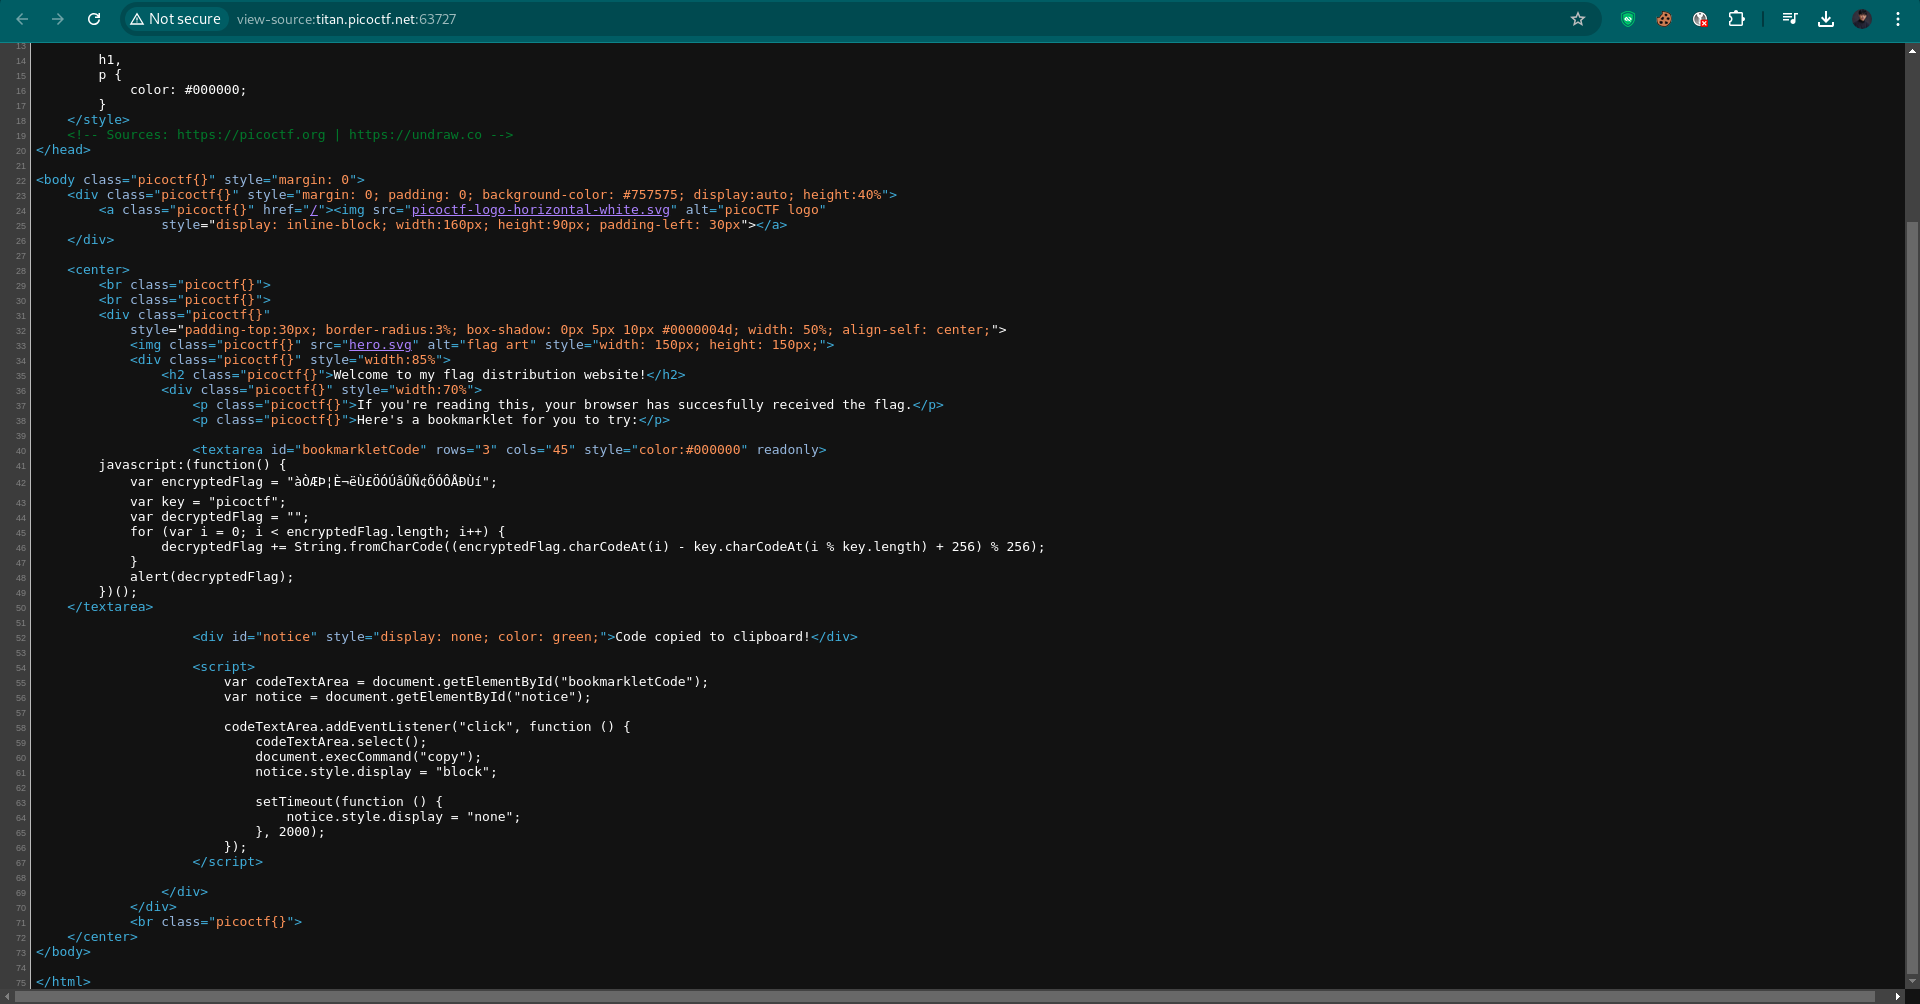 Not secure view-source:titan.picoctf.net:63727
13
14 h1,
15 p {
16 color: #000000;
17 }
18 </style>
19 <!-- Sources: https://picoctf.org | https://undraw.co -->
20 </head>
21
22 <body class="picoctf{}" style="margin: 0">
23 <div class="picoctf{}" style="margin: 0; padding: 0; background-color: #757575; display:auto; height:40%">
24 <a class="picoctf{}" href="/"><img src="picoctf-logo-horizontal-white.svg" alt="picoCTF logo"
25 style="display: inline-block; width:160px; height:90px; padding-left: 30px"></a>
26 </div>
27
28 <center>
29 <br class="picoctf{}">
30 <br class="picoctf{}">
31 <div class="picoctf{}"
32 style="padding-top:30px; border-radius:3%; box-shadow: 0px 5px 10px #0000004d; width: 50%; align-self: center;">
33 <img class="picoctf{}" src="hero.svg" alt="flag art" style="width: 150px; height: 150px;">
34 <div class="picoctf{}" style="width:85%">
35 <h2 class="picoctf{}">Welcome to my flag distribution website!</h2>
36 <div class="picoctf{}" style="width:70%">
37 <p class="picoctf{}">If you're reading this, your browser has succesfully received the flag.</p>
38 <p class="picoctf{}">Here's a bookmarklet for you to try:</p>
39
40 <textarea id="bookmarkletCode" rows="3" cols="45" style="color:#000000" readonly>
41 javascript:(function() {
42 var encryptedFlag = "àÒÆÞ¦È¬ëÙ£ÖÓÚåÛÑ¢ÕÓÔÅÐÙí";
43 var key = "picoctf";
44 var decryptedFlag = "";
45 for (var i = 0; i < encryptedFlag.length; i++) {
46 decryptedFlag += String.fromCharCode((encryptedFlag.charCodeAt(i) - key.charCodeAt(i % key.length) + 256) % 256);
47 }
48 alert(decryptedFlag);
49 })();
50 </textarea>
51
52 <div id="notice" style="display: none; color: green;">Code copied to clipboard!</div>
53
54 <script>
55 var codeTextArea = document.getElementById("bookmarkletCode");
56 var notice = document.getElementById("notice");
57
58 codeTextArea.addEventListener("click", function () {
59 codeTextArea.select();
60 document.execCommand("copy");
61 notice.style.display = "block";
62
63 setTimeout(function () {
64 notice.style.display = "none";
65 }, 2000);
66 });
67 </script>
68
69 </div>
70 </div>
71 <br class="picoctf{}">
72 </center>
73 </body>
74
75 </html>